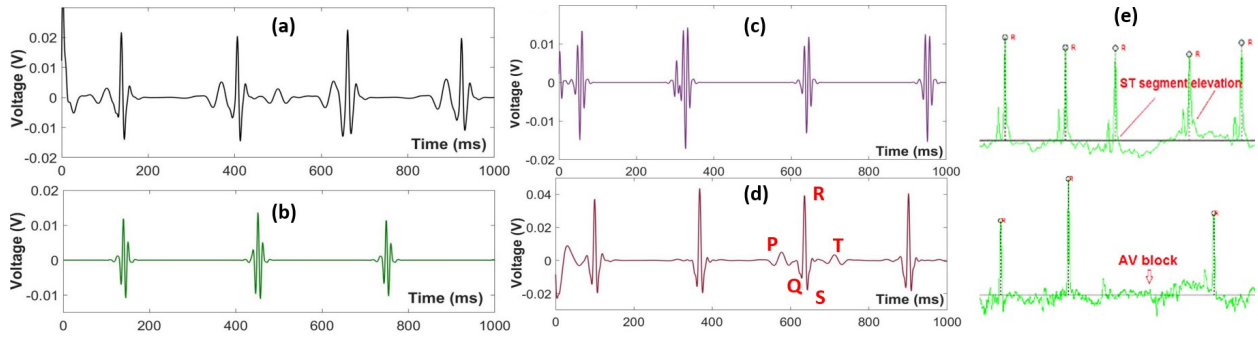 (a)
Voltage (V)
0.02
0.01
0
-0.01
-0.02
Time (ms)
0 200 400 600 800 1000
(b)
Voltage (V)
0.02
0.01
0
-0.01
Time (ms)
0 200 400 600 800 1000
(c)
Voltage (V)
0.01
0
-0.01
-0.02
Time (ms)
0 200 400 600 800 1000
(d)
Voltage (V)
0.04
0.02
0
-0.02
P Q R S T
Time (ms)
0 200 400 600 800 1000
(e)
R R R R R
ST segment elevation
R R R
AV block